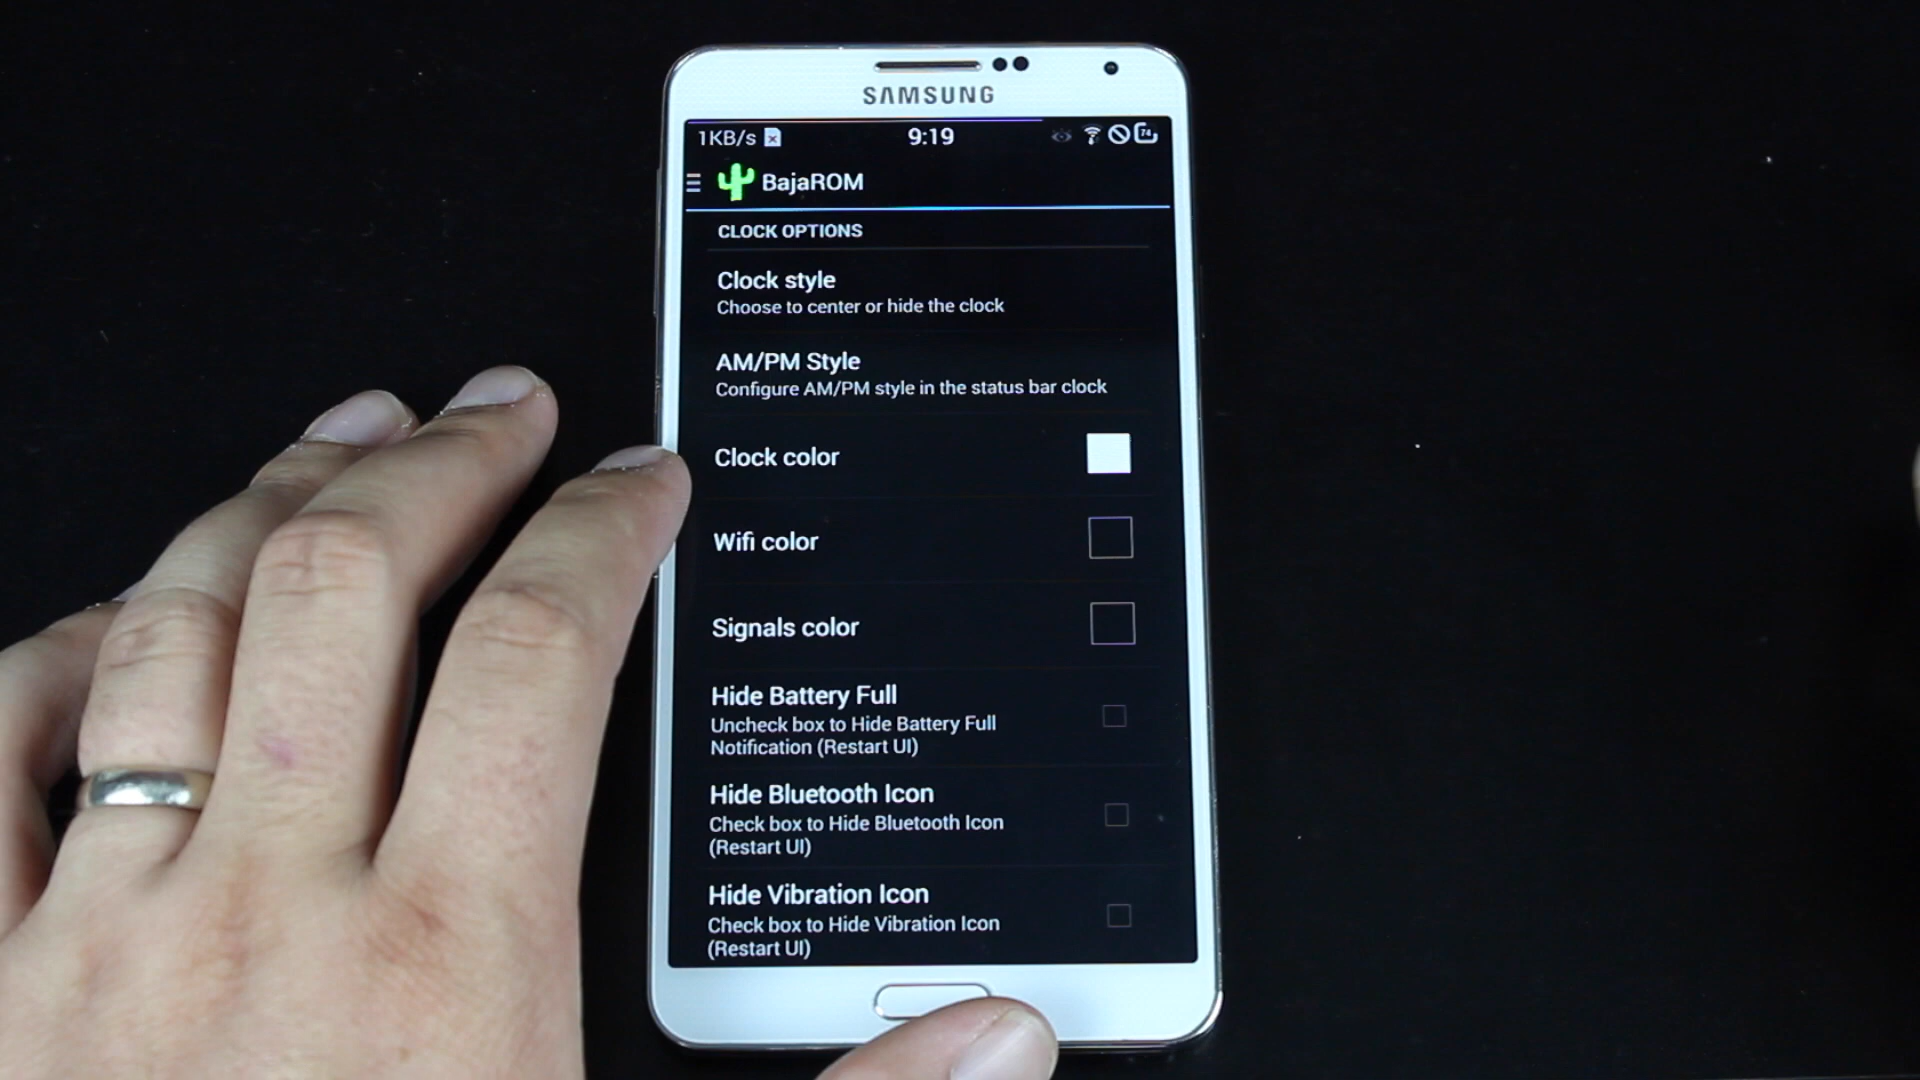 SAMSUNG
1KB/s 9:19 74
BajaROM
CLOCK OPTIONS
Clock style
Choose to center or hide the clock
AM/PM Style
Configure AM/PM style in the status bar clock
Clock color
Wifi color
Signals color
Hide Battery Full
Uncheck box to Hide Battery Full
Notification (Restart UI)
Hide Bluetooth Icon
Check box to Hide Bluetooth Icon
(Restart UI)
Hide Vibration Icon
Check box to Hide Vibration Icon
(Restart UI)